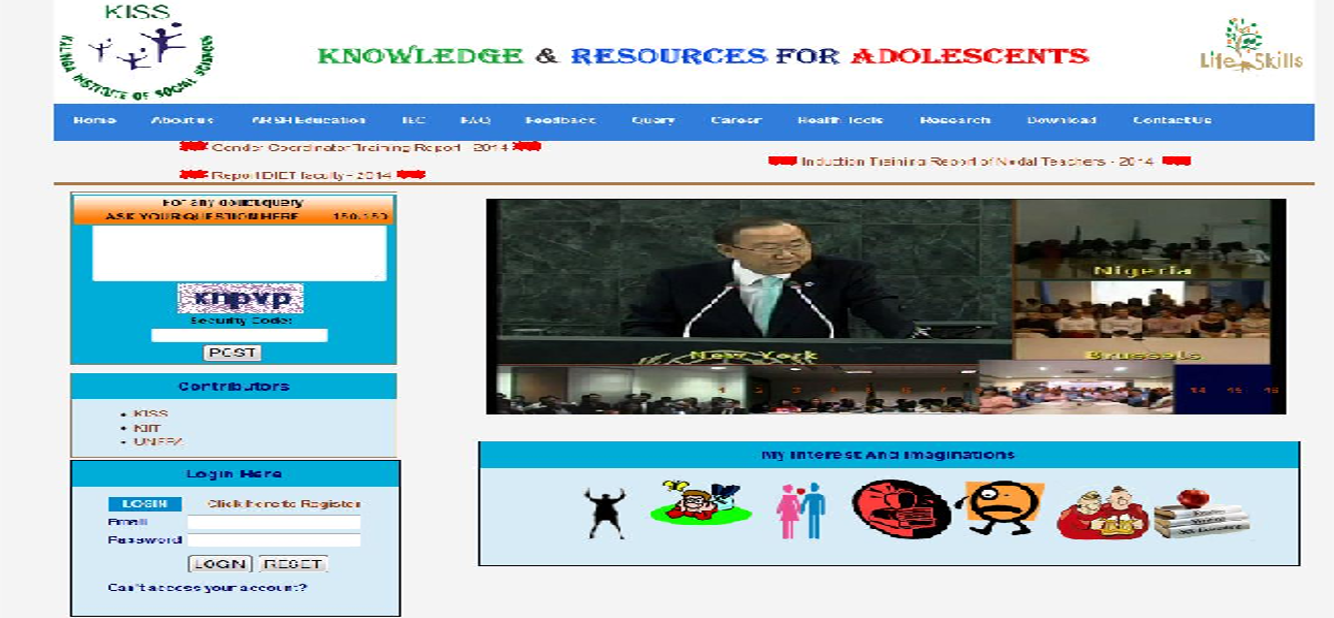 KISS
KALINGA INSTITUTE OF SOCIAL SCIENCES
KNOWLEDGE & RESOURCES FOR ADOLESCENTS
Life Skills
Home About us ARSH Education IEC FAQ Feedback Query Career Health Tools Research Download Contact Us
Gender Coordinator Training Report - 2014
Induction Training Report of Nodal Teachers - 2014
Report DIET faculty - 2014
For any doubt/query
ASK YOUR QUESTION HERE 150-150
xnpvp
Security Code:
POST
Contributors
KISS
KIIT
UNFPA
Login Here
LOGIN Click here to Register
Email
Password
LOGIN RESET
Can't access your account?
Nigeria
New York
Brussels
1 2 3 4 5 6 7 8 9 14 15 16
My Interest And Imaginations